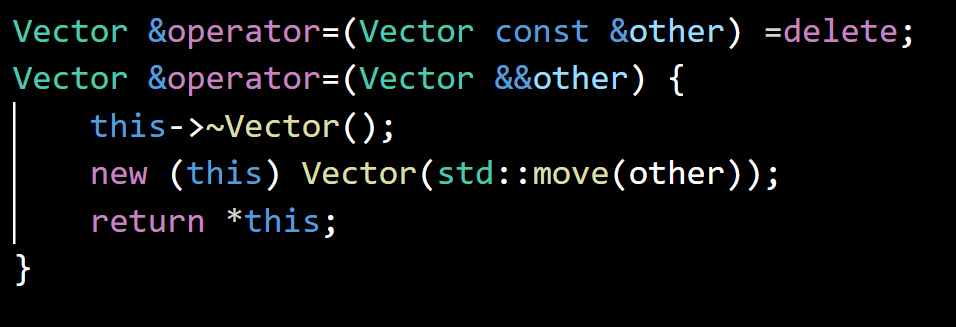 Vector &operator=(Vector const &other) =delete;
Vector &operator=(Vector &&other) {
    this->~Vector();
    new (this) Vector(std::move(other));
    return *this;
}